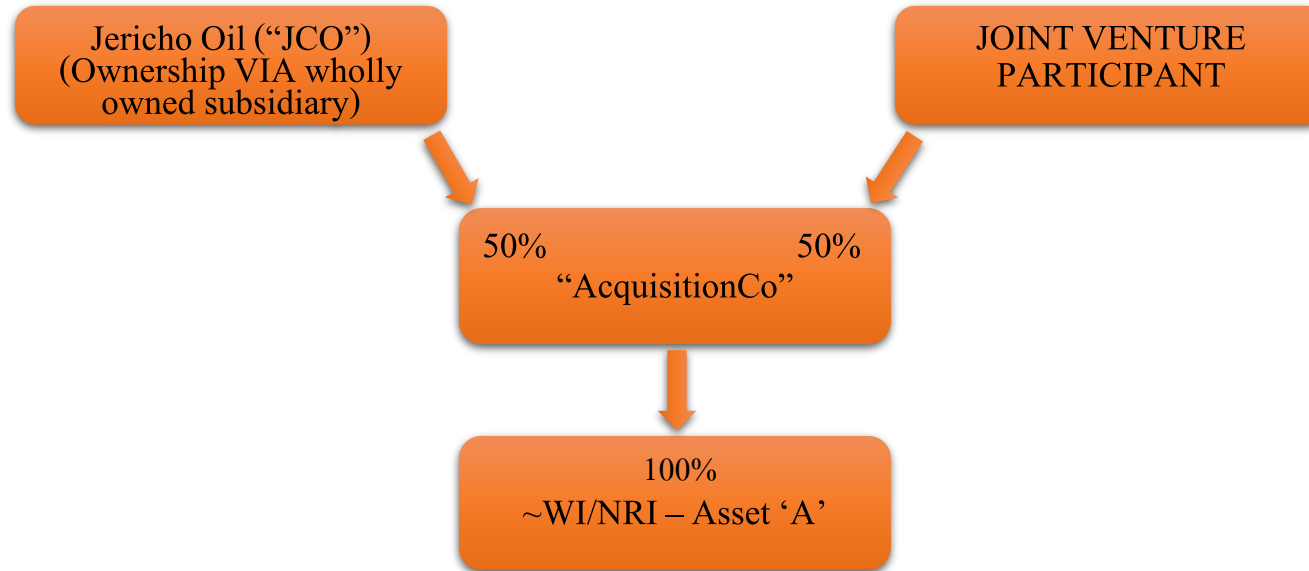 Jericho Oil (“JCO”)
(Ownership VIA wholly
owned subsidiary)
JOINT VENTURE
PARTICIPANT
50% 50%
“AcquisitionCo”
100%
~WI/NRI – Asset ‘A’